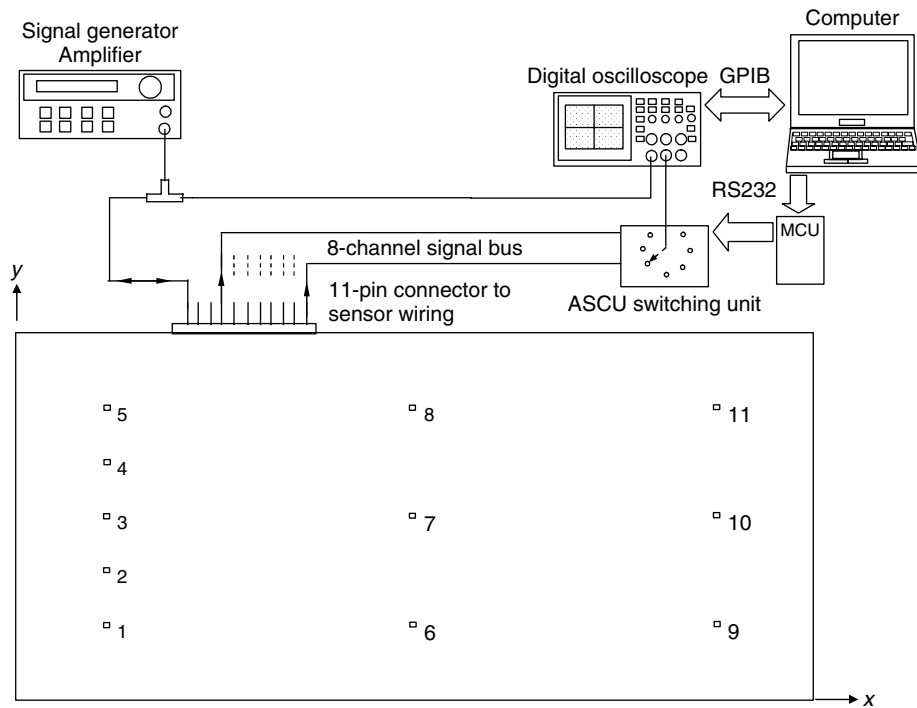 Signal generator
Amplifier
Computer
Digital oscilloscope
GPIB
RS232
MCU
8-channel signal bus
11-pin connector to
sensor wiring
ASCU switching unit
y
5
8
11
4
3
7
10
2
1
6
9
x